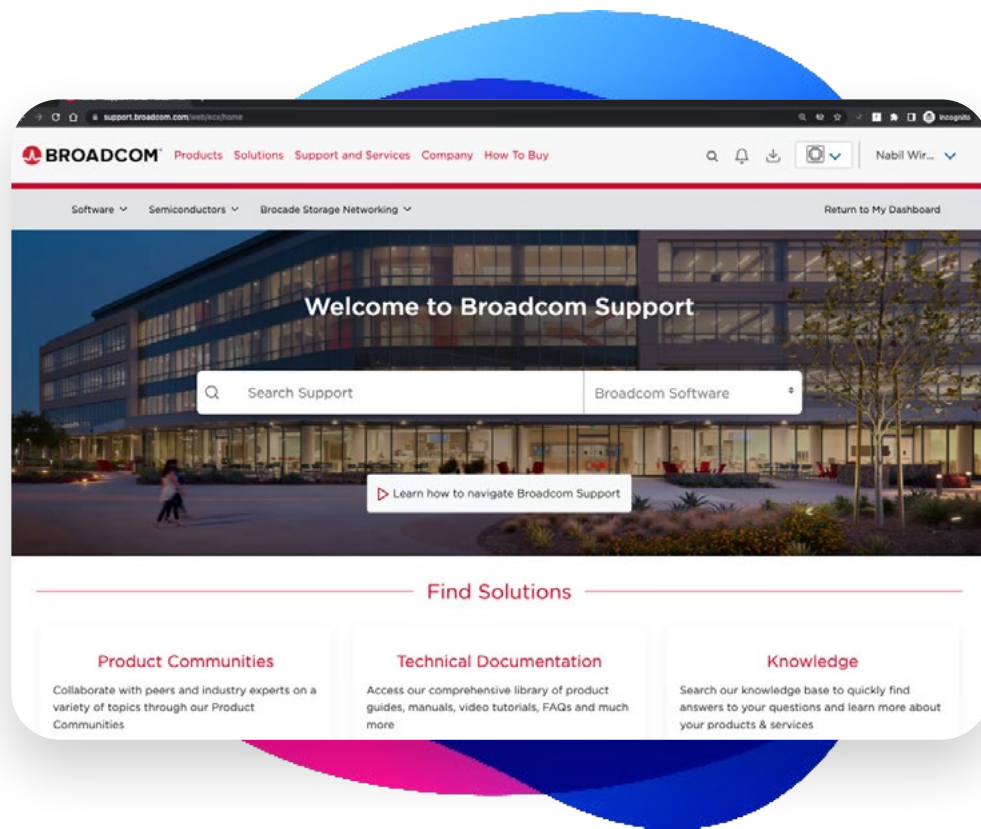 support.broadcom.com/web/ecx/home
Incognito
BROADCOM Products Solutions Support and Services Company How To Buy
Nabil Wir...
Software Semiconductors Brocade Storage Networking Return to My Dashboard
Welcome to Broadcom Support
Search Support Broadcom Software
Learn how to navigate Broadcom Support
Find Solutions
Product Communities
Collaborate with peers and industry experts on a
variety of topics through our Product
Communities
Technical Documentation
Access our comprehensive library of product
guides, manuals, video tutorials, FAQs and much
more
Knowledge
Search our knowledge base to quickly find
answers to your questions and learn more about
your products & services